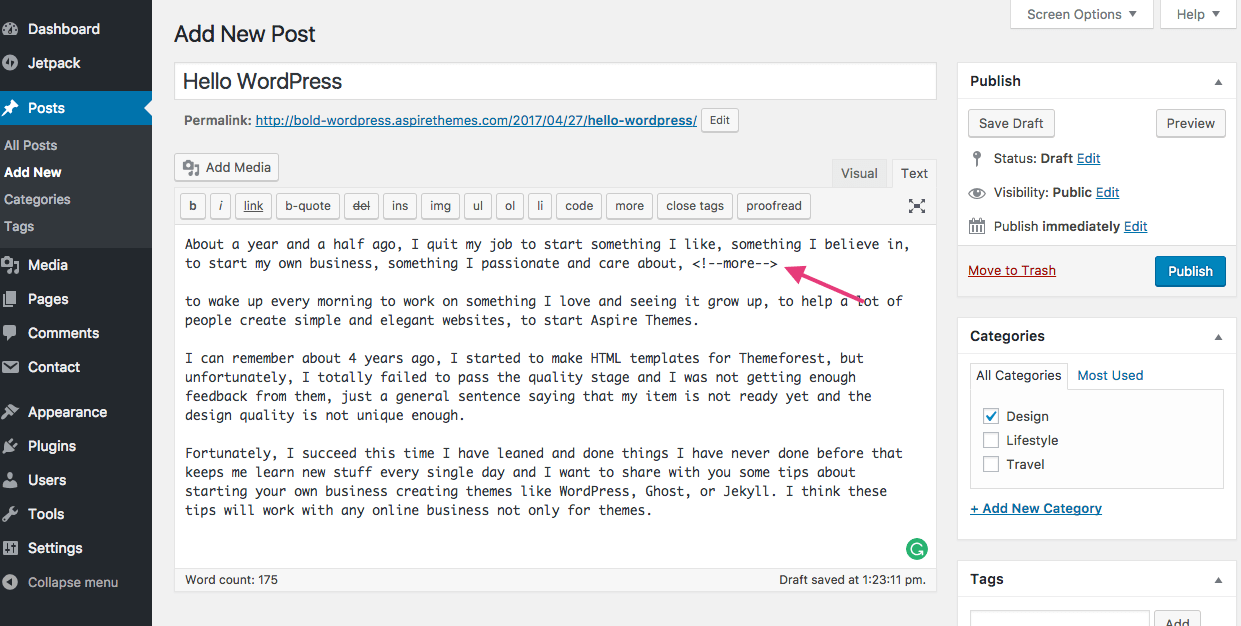 Dashboard
Jetpack
Posts
All Posts
Add New
Categories
Tags
Media
Pages
Comments
Contact
Appearance
Plugins
Users
Tools
Settings
Collapse menu
Screen Options ▼
Help ▼
Add New Post
Hello WordPress
Permalink: http://bold-wordpress.aspirethemes.com/2017/04/27/hello-wordpress/ Edit
Add Media
Visual Text
b i link b-quote del ins img ul ol li code more close tags proofread
About a year and a half ago, I quit my job to start something I like, something I believe in,
to start my own business, something I passionate and care about, <!--more-->
to wake up every morning to work on something I love and seeing it grow up, to help a lot of
people create simple and elegant websites, to start Aspire Themes.
I can remember about 4 years ago, I started to make HTML templates for Themeforest, but
unfortunately, I totally failed to pass the quality stage and I was not getting enough
feedback from them, just a general sentence saying that my item is not ready yet and the
design quality is not unique enough.
Fortunately, I succeed this time I have leaned and done things I have never done before that
keeps me learn new stuff every single day and I want to share with you some tips about
starting your own business creating themes like WordPress, Ghost, or Jekyll. I think these
tips will work with any online business not only for themes.
Word count: 175
Draft saved at 1:23:11 pm.
Publish
Save Draft Preview
Status: Draft Edit
Visibility: Public Edit
Publish immediately Edit
Move to Trash Publish
Categories
All Categories Most Used
Design
Lifestyle
Travel
+ Add New Category
Tags
Add